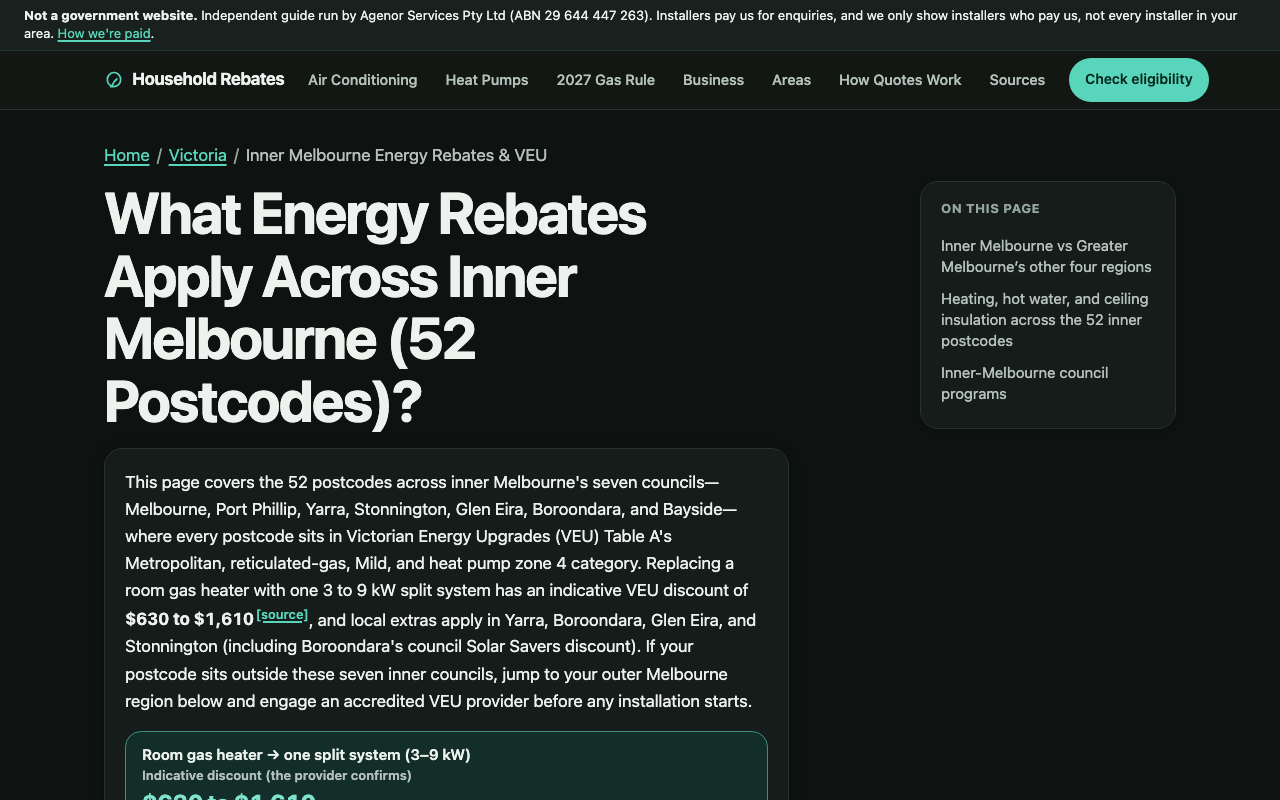 Not a government website. Independent guide run by Agenor Services Pty Ltd (ABN 29 644 447 263). Installers pay us for enquiries, and we only show installers who pay us, not every installer in your
area. How we're paid.
Household Rebates
Air Conditioning
Heat Pumps
2027 Gas Rule
Business
Areas
How Quotes Work
Sources
Check eligibility
Home / Victoria / Inner Melbourne Energy Rebates & VEU
What Energy Rebates
Apply Across Inner
Melbourne (52
Postcodes)?
ON THIS PAGE
Inner Melbourne vs Greater
Melbourne’s other four regions
Heating, hot water, and ceiling
insulation across the 52 inner
postcodes
Inner-Melbourne council
programs
This page covers the 52 postcodes across inner Melbourne's seven councils—
Melbourne, Port Phillip, Yarra, Stonnington, Glen Eira, Boroondara, and Bayside—
where every postcode sits in Victorian Energy Upgrades (VEU) Table A's
Metropolitan, reticulated-gas, Mild, and heat pump zone 4 category. Replacing a
room gas heater with one 3 to 9 kW split system has an indicative VEU discount of
$630 to $1,610 [source], and local extras apply in Yarra, Boroondara, Glen Eira, and
Stonnington (including Boroondara's council Solar Savers discount). If your
postcode sits outside these seven inner councils, jump to your outer Melbourne
region below and engage an accredited VEU provider before any installation starts.
Room gas heater → one split system (3–9 kW)
Indicative discount (the provider confirms)
$630 to $1,610